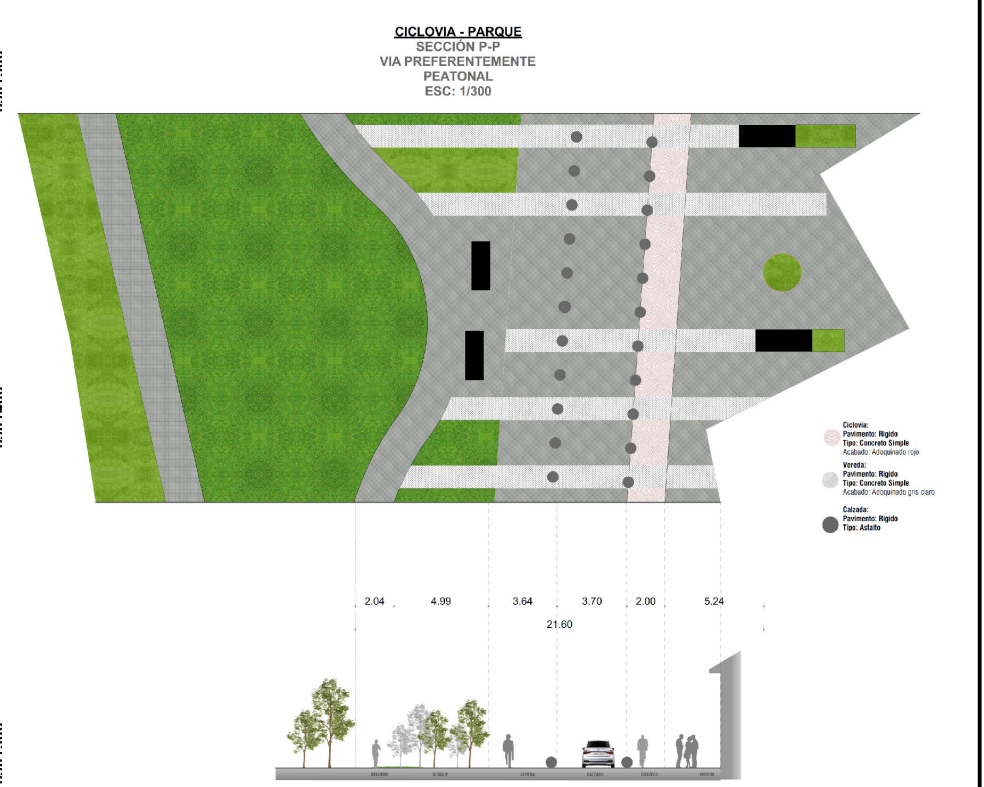 CICLOVIA - PARQUE
SECCIÓN P-P
VIA PREFERENTEMENTE
PEATONAL
ESC: 1/300
Ciclovia:
Pavimento: Rigido
Tipo: Concreto Simple
Acabado: Adoquinado rojo
Vereda:
Pavimento: Rigido
Tipo: Concreto Simple
Acabado: Adoquinado gris claro
Calzada:
Pavimento: Rigido
Tipo: Asfalto
2.04 4.99 3.64 3.70 2.00 5.24
21.60